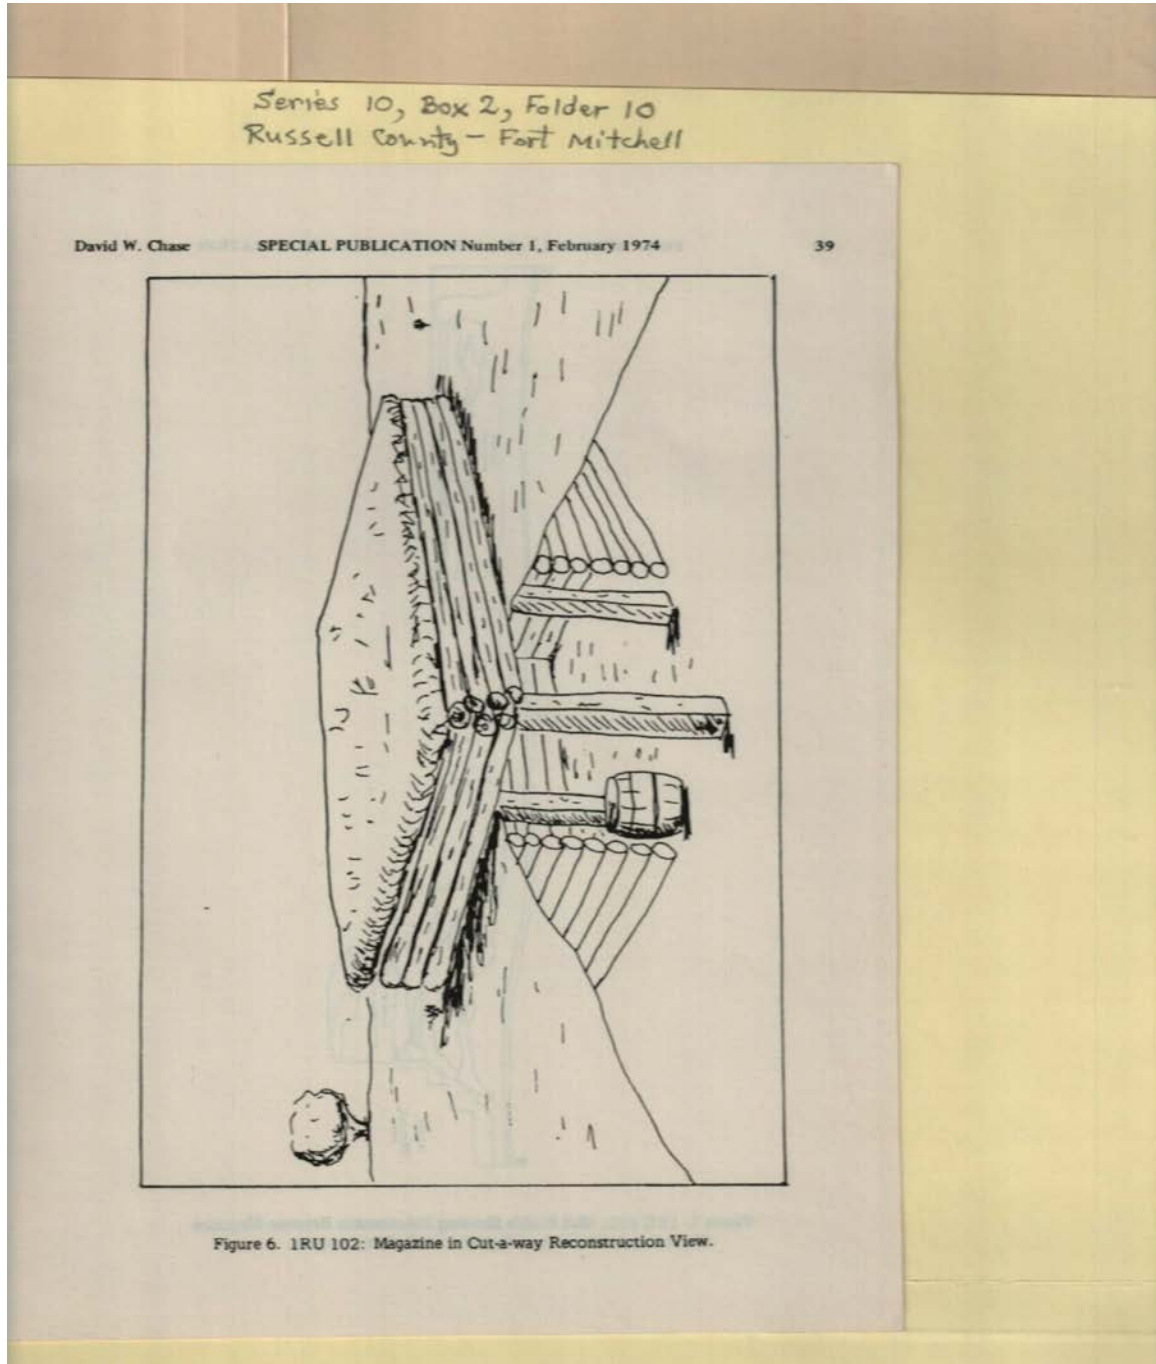 Series 10, Box 2, Folder 10
Russell County - Fort Mitchell
David W. Chase SPECIAL PUBLICATION Number 1, February 1974 39
Figure 6. 1RU 102: Magazine in Cut-a-way Reconstruction View.